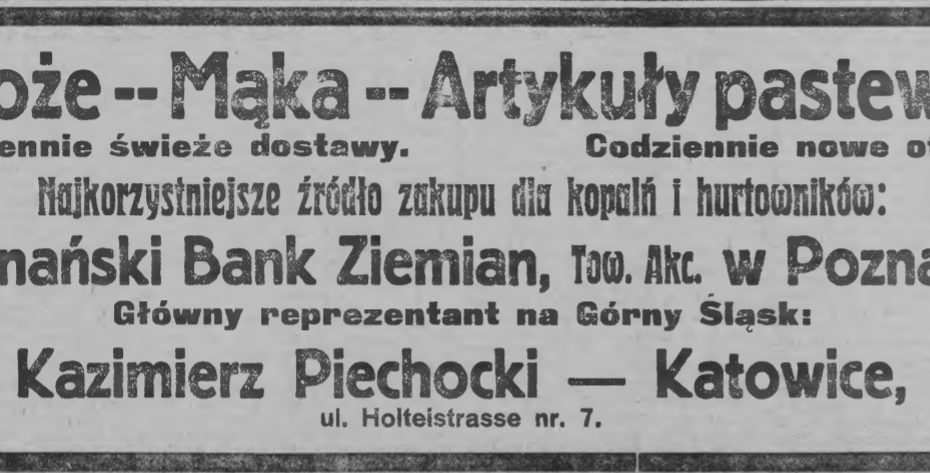 oże -- Mąka -- Artykuły pastew
ennie świeże dostawy. Codziennie nowe of
Najkorzystniejsze źródło zakupu dla kopalń i hurtowników:
nański Bank Ziemian, Tow. Akc. w Pozna
Główny reprezentant na Górny Śląsk:
Kazimierz Piechocki — Katowice,
ul. Holteistrasse nr. 7.